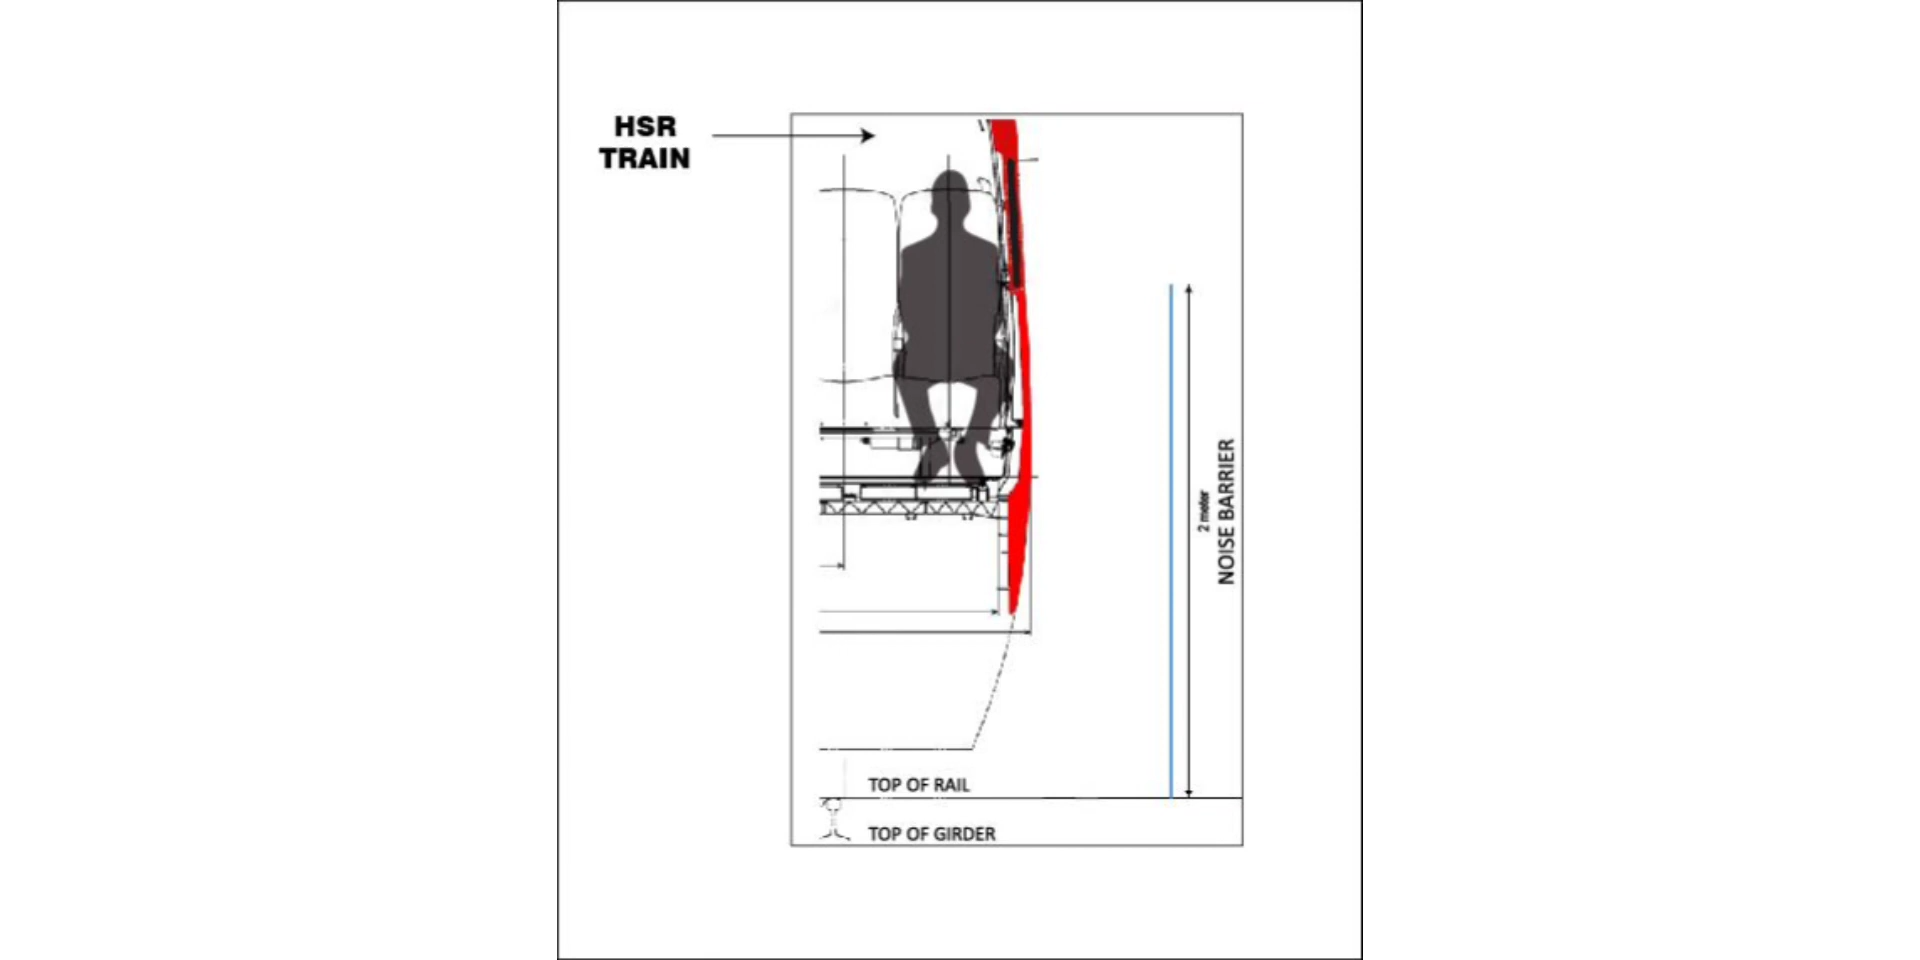 HSR
TRAIN
2 meter
NOISE BARRIER
TOP OF RAIL
TOP OF GIRDER